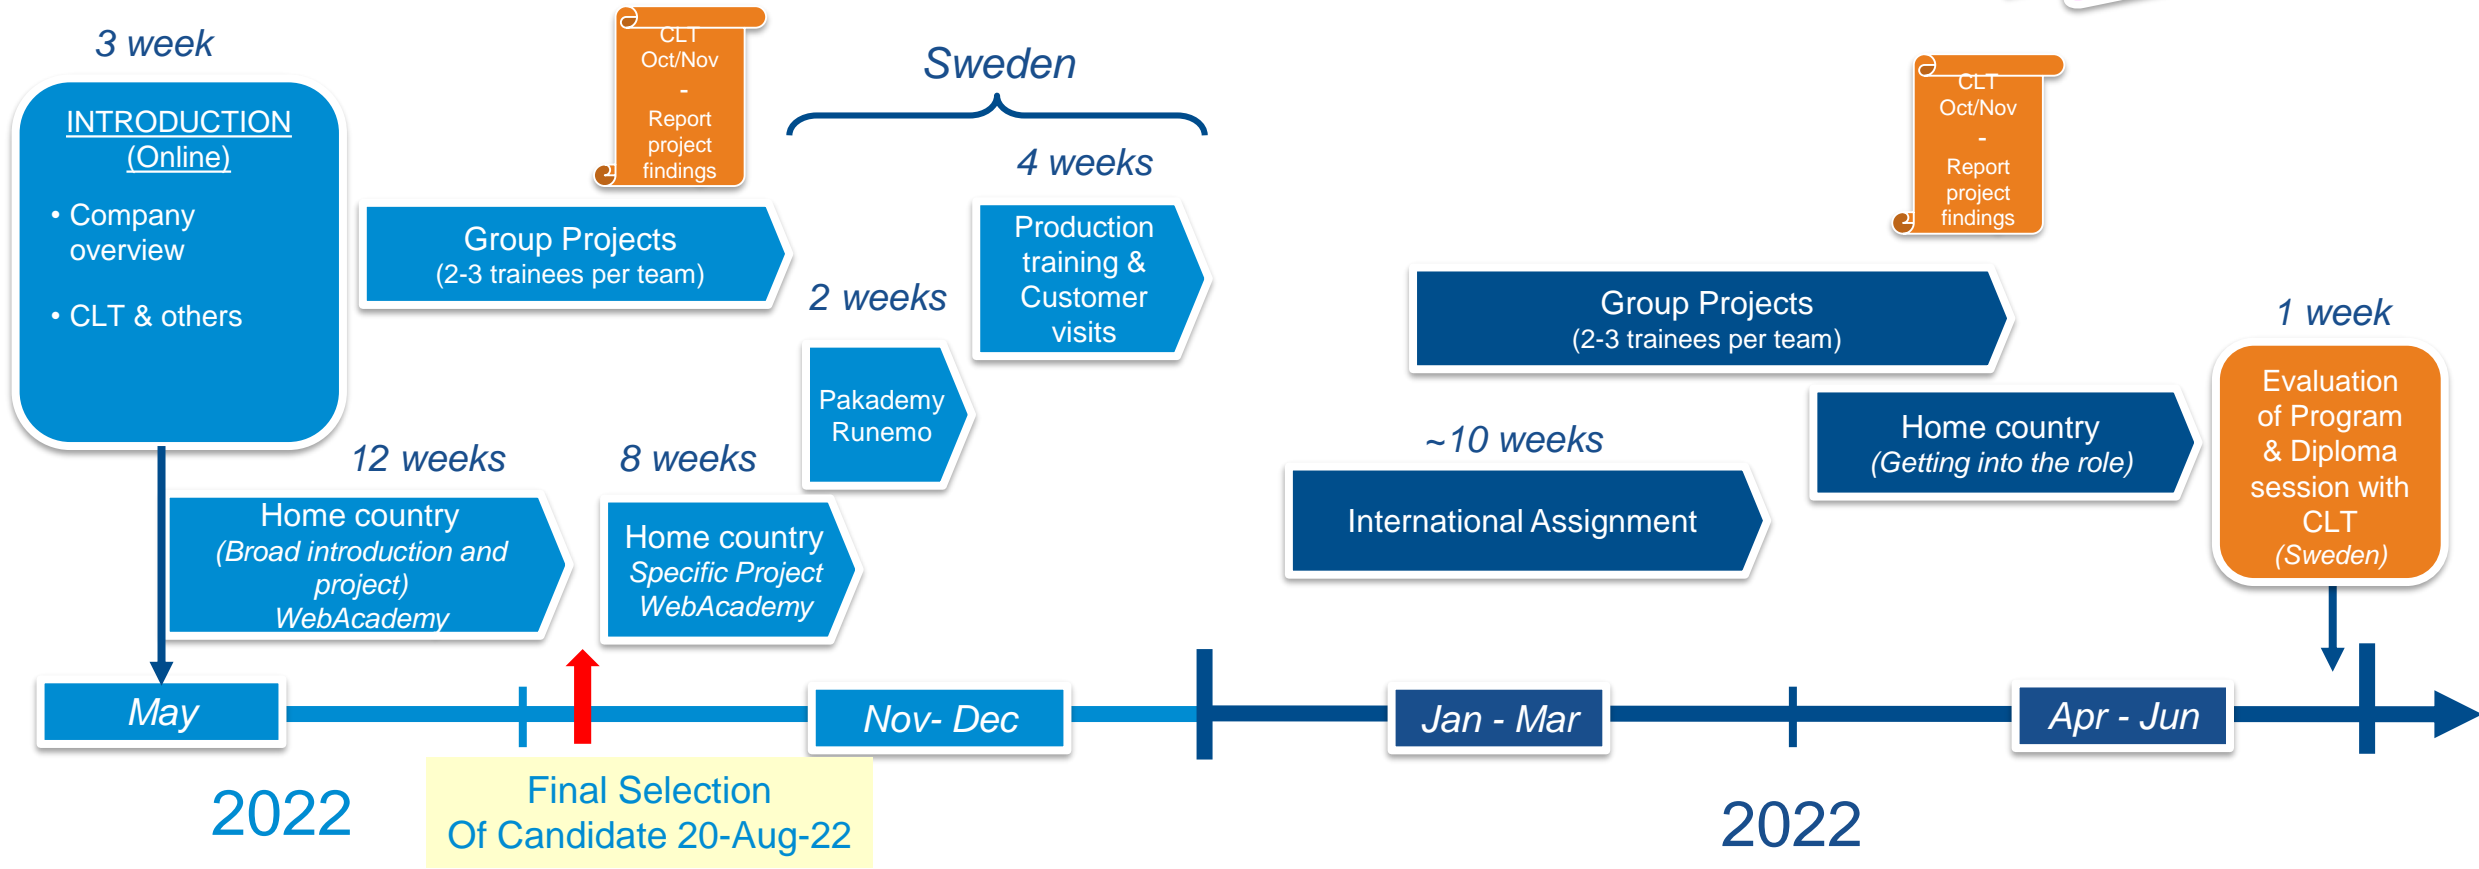 3 week
INTRODUCTION
(Online)
• Company
overview
• CLT & others
CLT
Oct/Nov
-
Report
project
findings
Group Projects
(2-3 trainees per team)
Sweden
4 weeks
Production
training &
Customer
visits
2 weeks
Pakademy
Runemo
12 weeks
Home country
(Broad introduction and
project)
WebAcademy
8 weeks
Home country
Specific Project
WebAcademy
CLT
Oct/Nov
-
Report
project
findings
Group Projects
(2-3 trainees per team)
~10 weeks
International Assignment
Home country
(Getting into the role)
1 week
Evaluation
of Program
& Diploma
session with
CLT
(Sweden)
May
Nov- Dec
Jan - Mar
Apr - Jun
2022
Final Selection
Of Candidate 20-Aug-22
2022